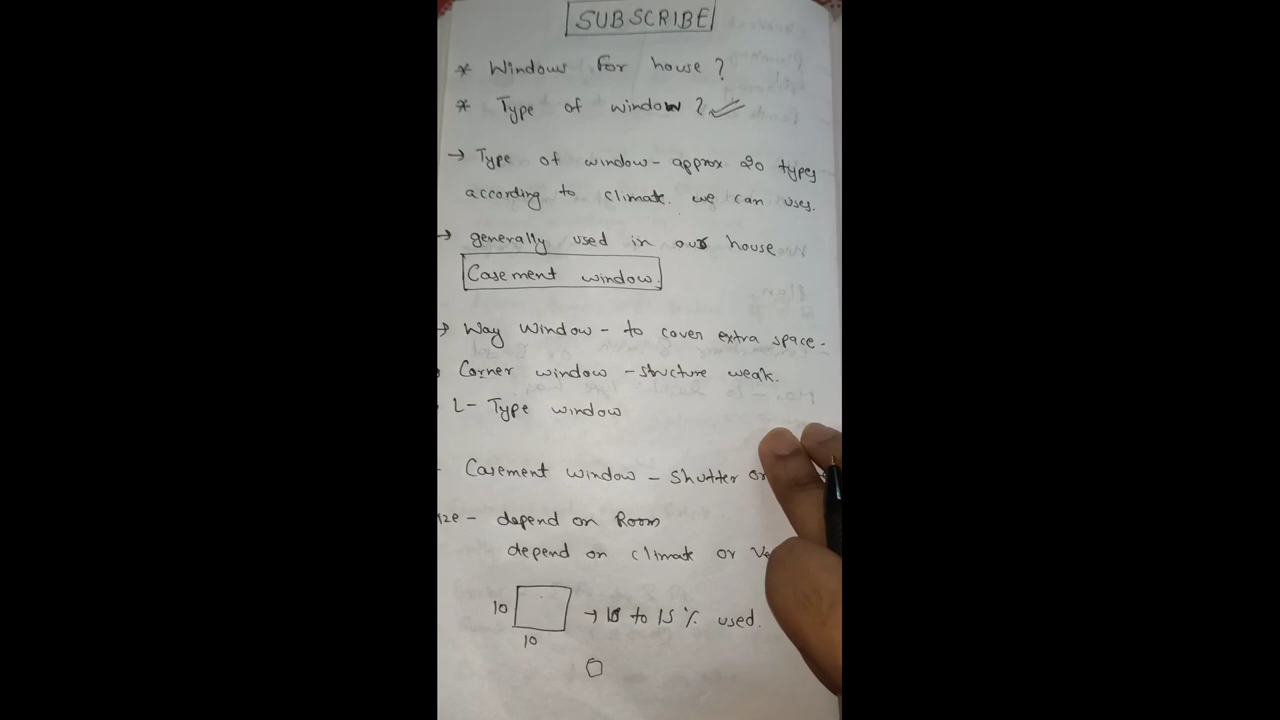 SUBSCRIBE
* Windows for house ?
* Type of window ?
→ Type of window - approx 20 types
according to climate. we can uses.
→ generally used in our house
Casement window.
→ Way Window - to cover extra space.
Corner window - structure weak.
L - Type window
Casement window - Shutter or
depend on Room
depend on climate or
10 → to 15 % used.
10